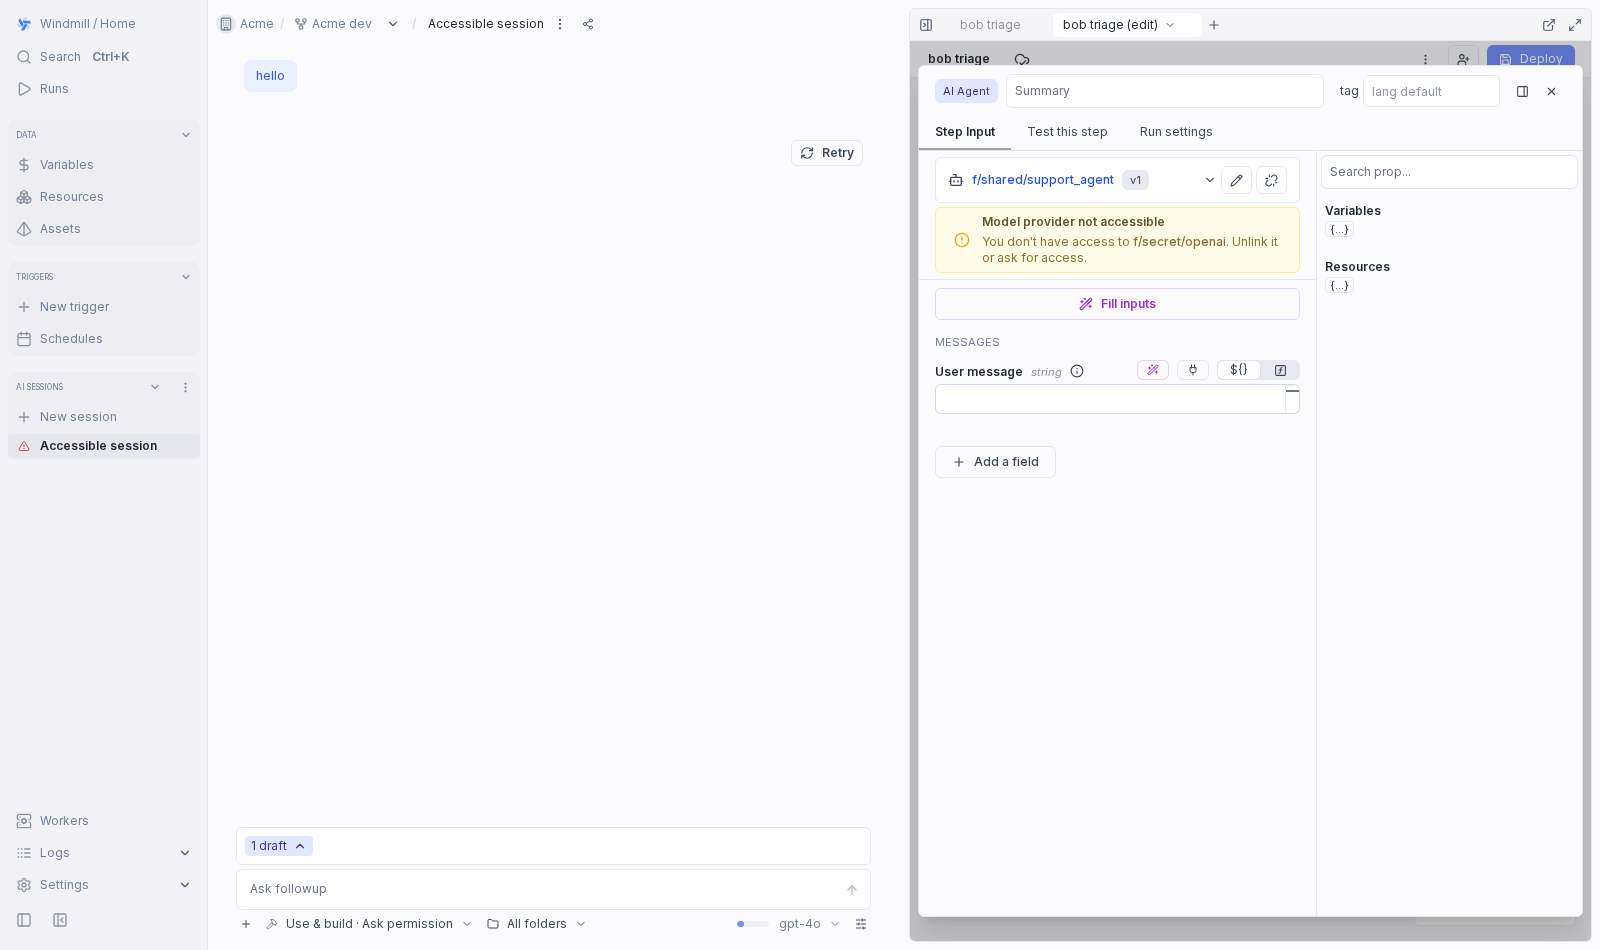 Windmill / Home
Search Ctrl+K
Runs
DATA
Variables
Resources
Assets
TRIGGERS
New trigger
Schedules
AI SESSIONS
New session
Accessible session
Workers
Logs
Settings
Acme / Acme dev / Accessible session
hello
Retry
1 draft
Ask followup
Use & build · Ask permission
All folders
gpt-4o
bob triage
bob triage (edit)
bob triage
Deploy
AI Agent
Summary
tag
lang default
Step Input
Test this step
Run settings
f/shared/support_agent v1
Model provider not accessible
You don't have access to f/secret/openai. Unlink it
or ask for access.
Fill inputs
MESSAGES
User message string
${}
Add a field
Search prop...
Variables
{...}
Resources
{...}